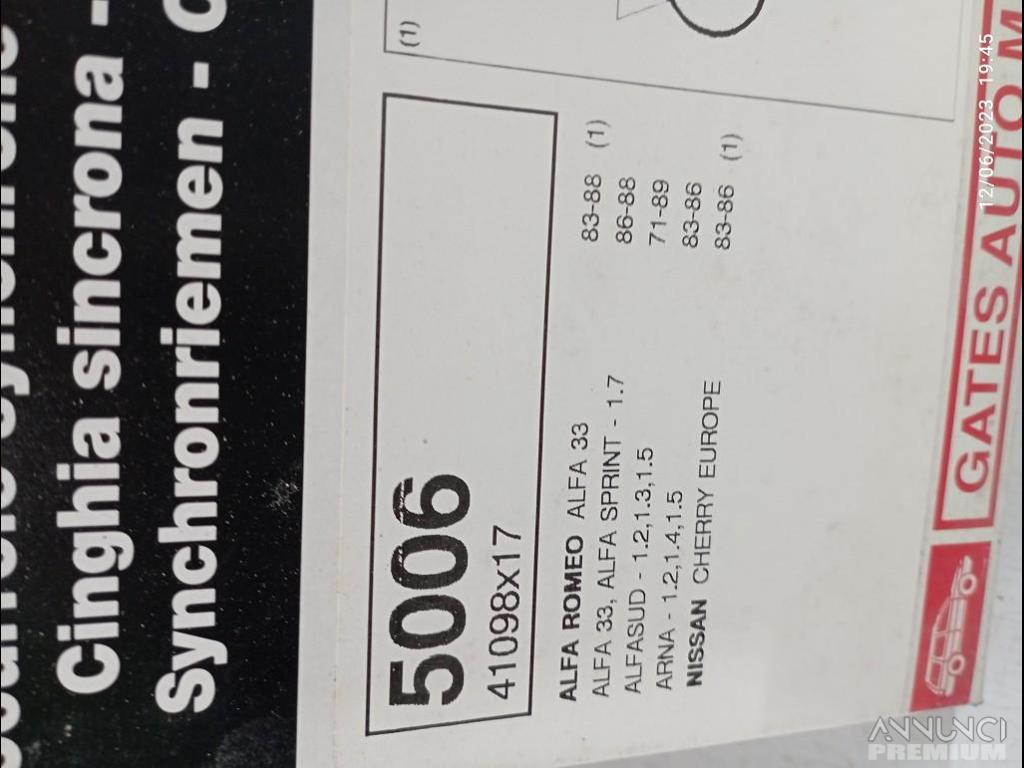 Cinghia sincrona -
Synchronriemen -
(1)
5006
41098x17
ALFA ROMEO ALFA 33 83-88 (1)
ALFA 33, ALFA SPRINT - 1.7 86-88
ALFASUD - 1.2,1.3,1.5 71-89
ARNA - 1.2,1.4,1.5 83-86
NISSAN CHERRY EUROPE 83-86 (1)
GATES AUTO M
12/06/2023 19:45
ANNUNCI
PREMIUM